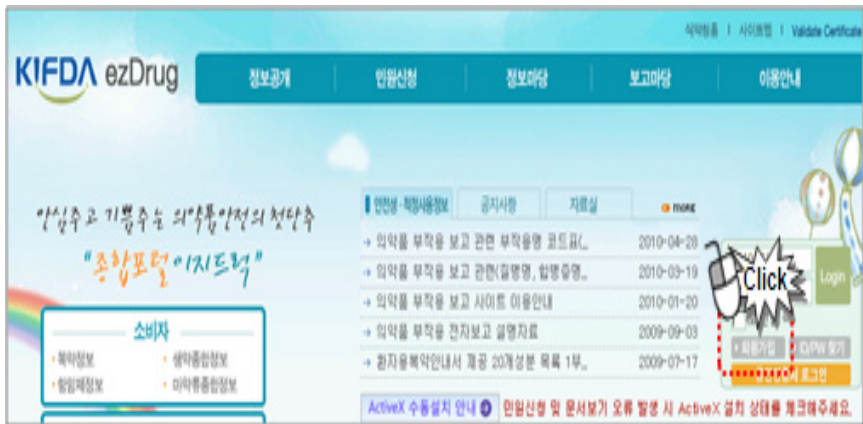 식약청홈 | 사이트맵 | Validate Certificate
KIFDA ezDrug
정보공개 민원신청 정보마당 보고마당 이용안내
안심주고 기쁨주는 의약품안전의 첫단추
"종합포털 이지드럭"
안전성·적정사용정보 공지사항 자료실 more
의약품 부작용 보고 관련 부작용명 코드표(... 2010-04-28
의약품 부작용 보고 관련(질병명, 합병증명... 2010-03-19
의약품 부작용 보고 사이트 이용안내 2010-01-20
의약품 부작용 전자보고 설명자료 2009-09-03
환자용복약안내서 제공 20개성분 목록 1부... 2009-07-17
Click
Login
회원가입 ID/PW 찾기
공인인증서 로그인
소비자
복약정보 생약종합정보
항암제정보 마약류종합정보
ActiveX 수동설치 안내 민원신청 및 문서보기 오류 발생 시 ActiveX 설치 상태를 체크해주세요.